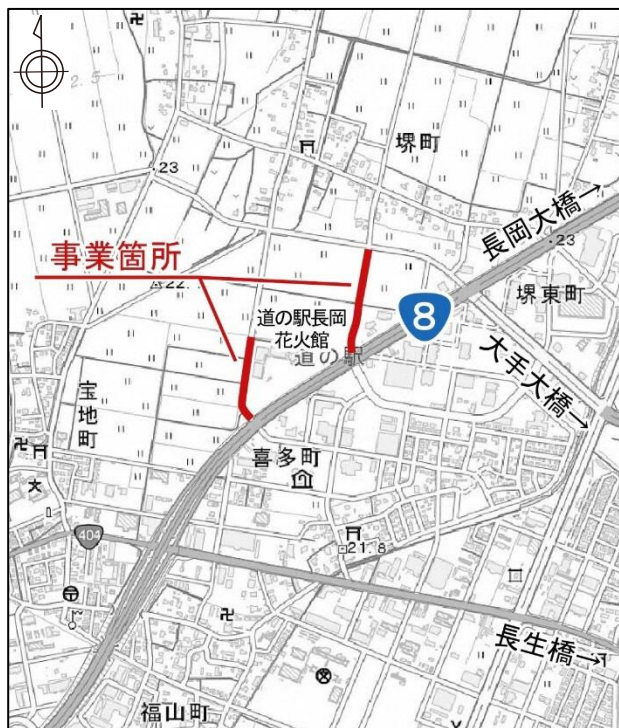 堺町
・23
長岡大橋→
事業箇所
・23
22.
8
堺東町
道の駅長岡
花火館
道の駅
大手大橋→
宝地町
喜多町
404
21.8
長生橋→
福山町